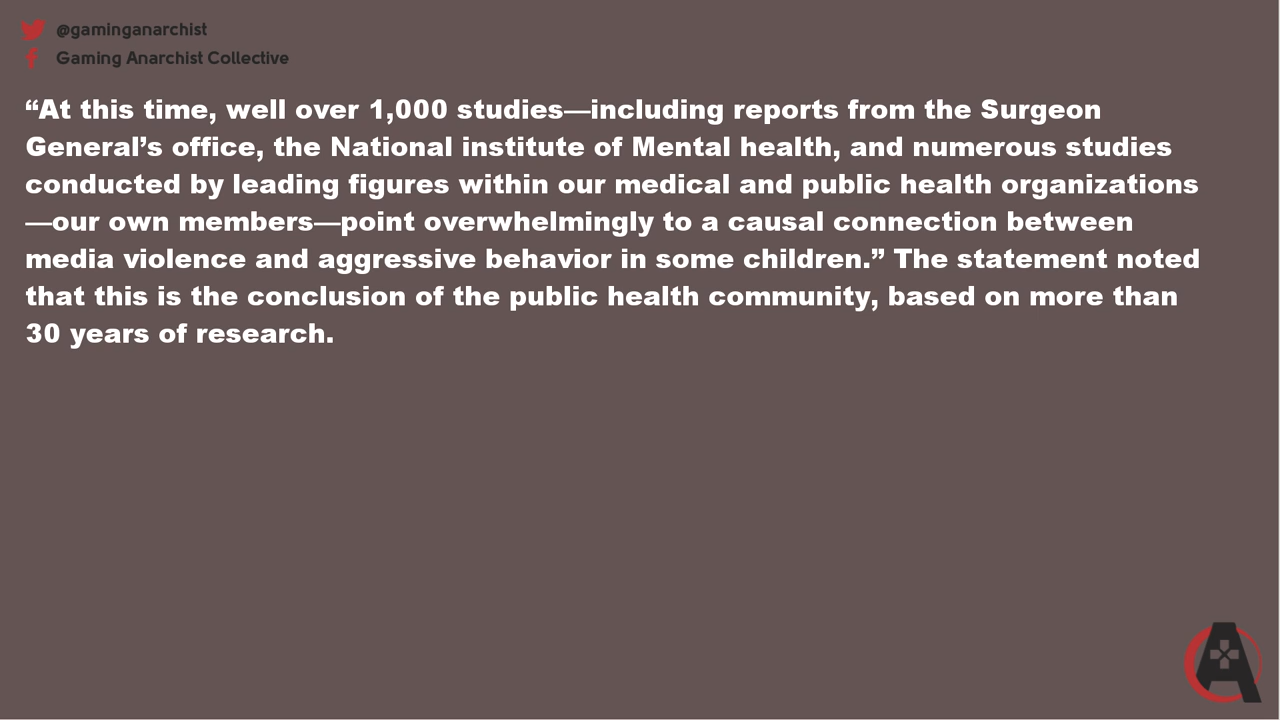 @gaminganarchist
Gaming Anarchist Collective
“At this time, well over 1,000 studies—including reports from the Surgeon
General’s office, the National institute of Mental health, and numerous studies
conducted by leading figures within our medical and public health organizations
—our own members—point overwhelmingly to a causal connection between
media violence and aggressive behavior in some children.” The statement noted
that this is the conclusion of the public health community, based on more than
30 years of research.